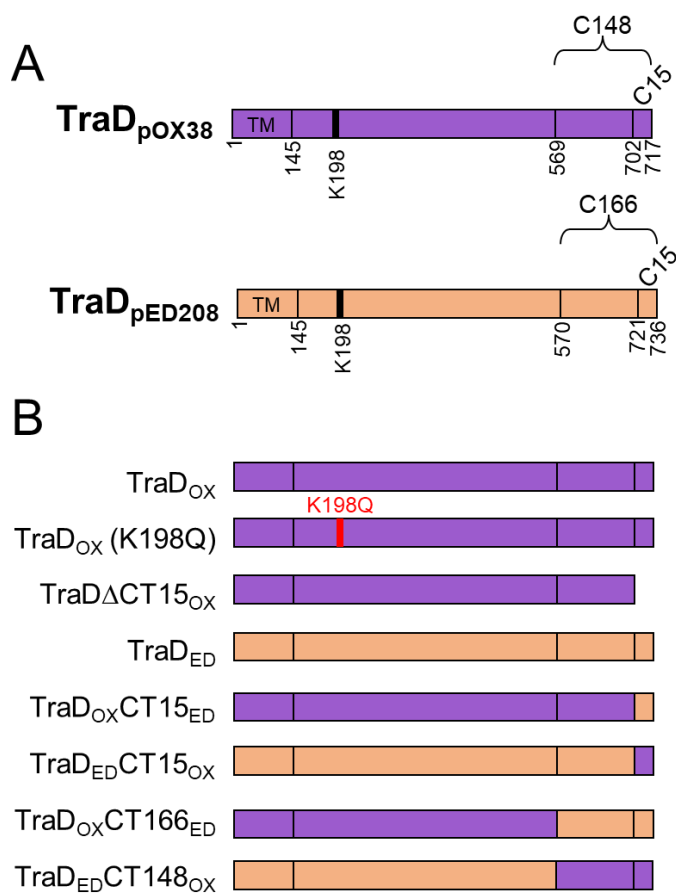 A
C148
C15
TraDpOX38
TM
1
145
K198
569
702
717
C166
C15
TraDpED208
TM
1
145
K198
570
721
736
B
TraDOX
K198Q
TraDOX (K198Q)
TraDΔCT15OX
TraDED
TraDOXCT15ED
TraDEDCT15OX
TraDOXCT166ED
TraDEDCT148OX